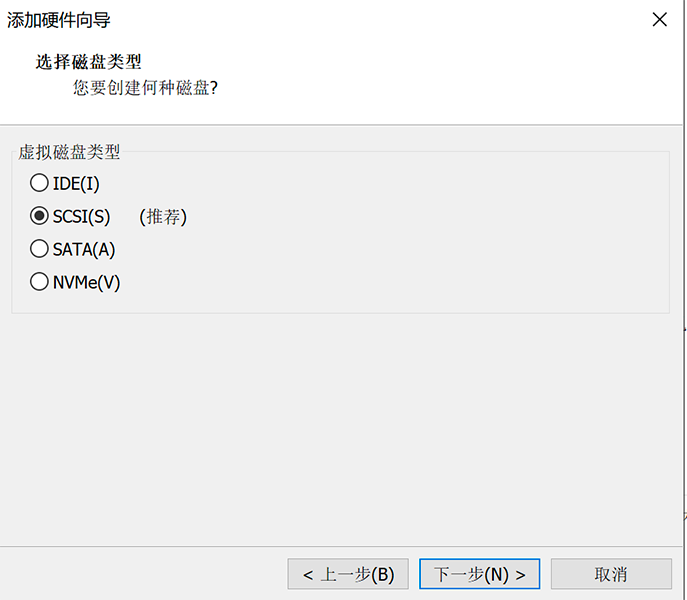 添加硬件向导
选择磁盘类型
您要创建何种磁盘?
虚拟磁盘类型
IDE(I)
SCSI(S) (推荐)
SATA(A)
NVMe(V)
< 上一步(B) 下一步(N) > 取消